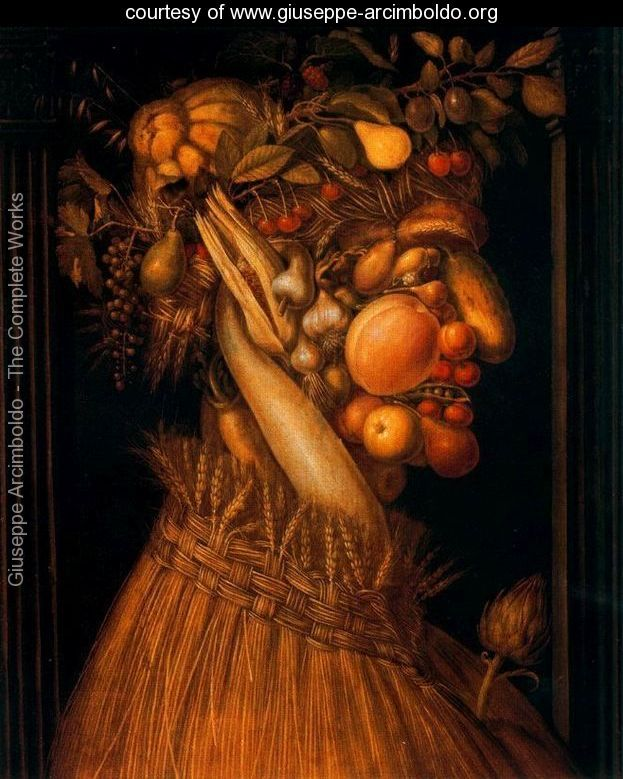 courtesy of www.giuseppe-arcimboldo.org
Giuseppe Arcimboldo - The Complete Works